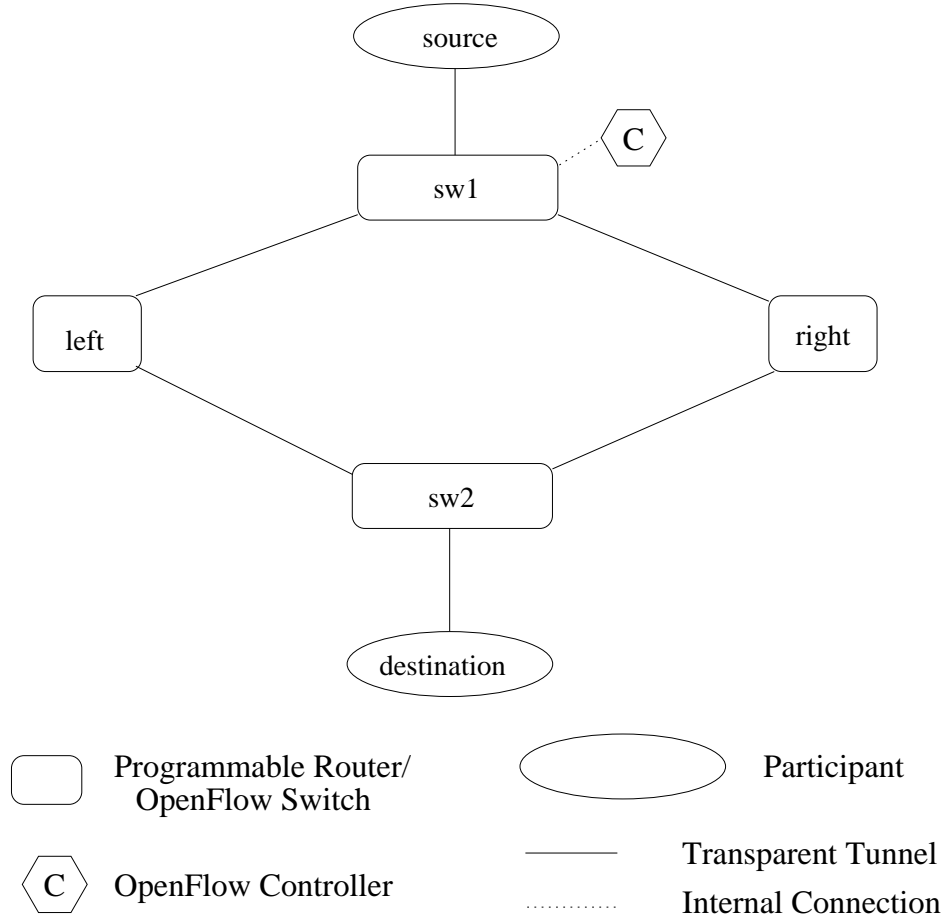 source
C
sw1
left
right
sw2
destination
Programmable Router/
OpenFlow Switch
Participant
Transparent Tunnel
C
OpenFlow Controller
Internal Connection